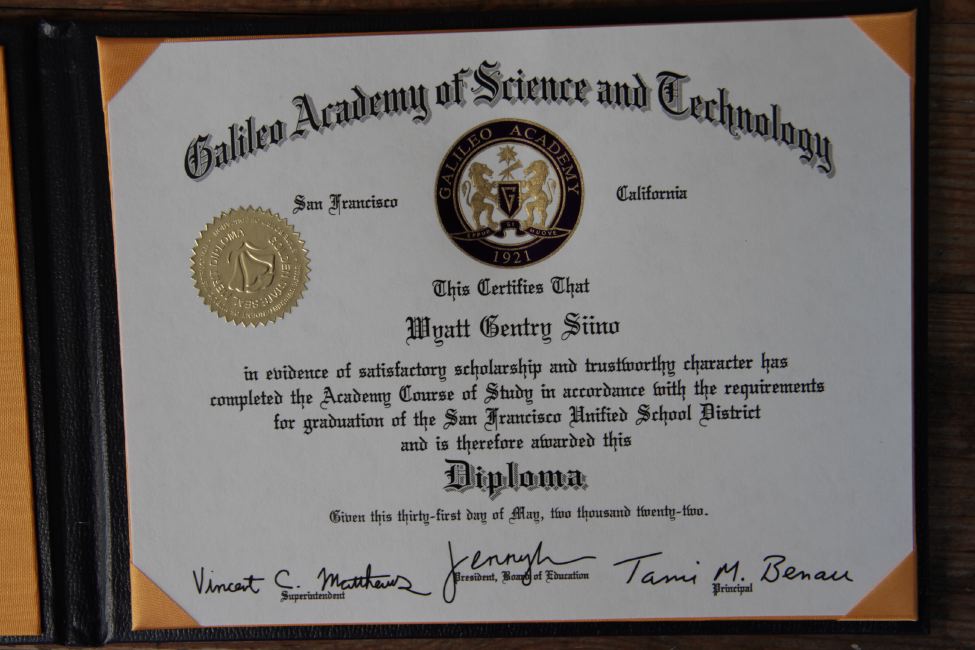 Galileo Academy of Science and Technology
San Francisco
California
GALILEO ACADEMY
EPPUR SI MUOVE
1921
This Certifies That
Wyatt Gentry Siino
in evidence of satisfactory scholarship and trustworthy character has
completed the Academy Course of Study in accordance with the requirements
for graduation of the San Francisco Unified School District
and is therefore awarded this
Diploma
Given this thirty-first day of May, two thousand twenty-two.
Vincent C. Matthews
Superintendent
President, Board of Education
Tami M. Benau
Principal